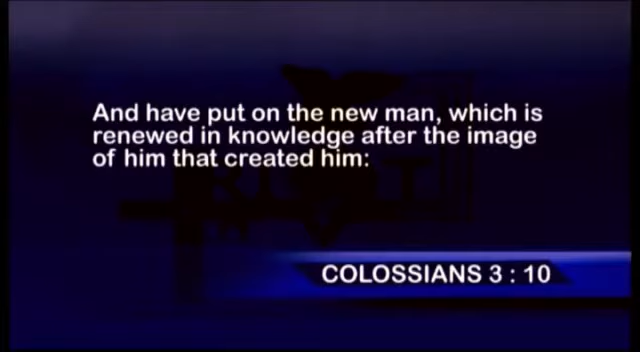 And have put on the new man, which is
renewed in knowledge after the image
of him that created him:
COLOSSIANS 3 : 10